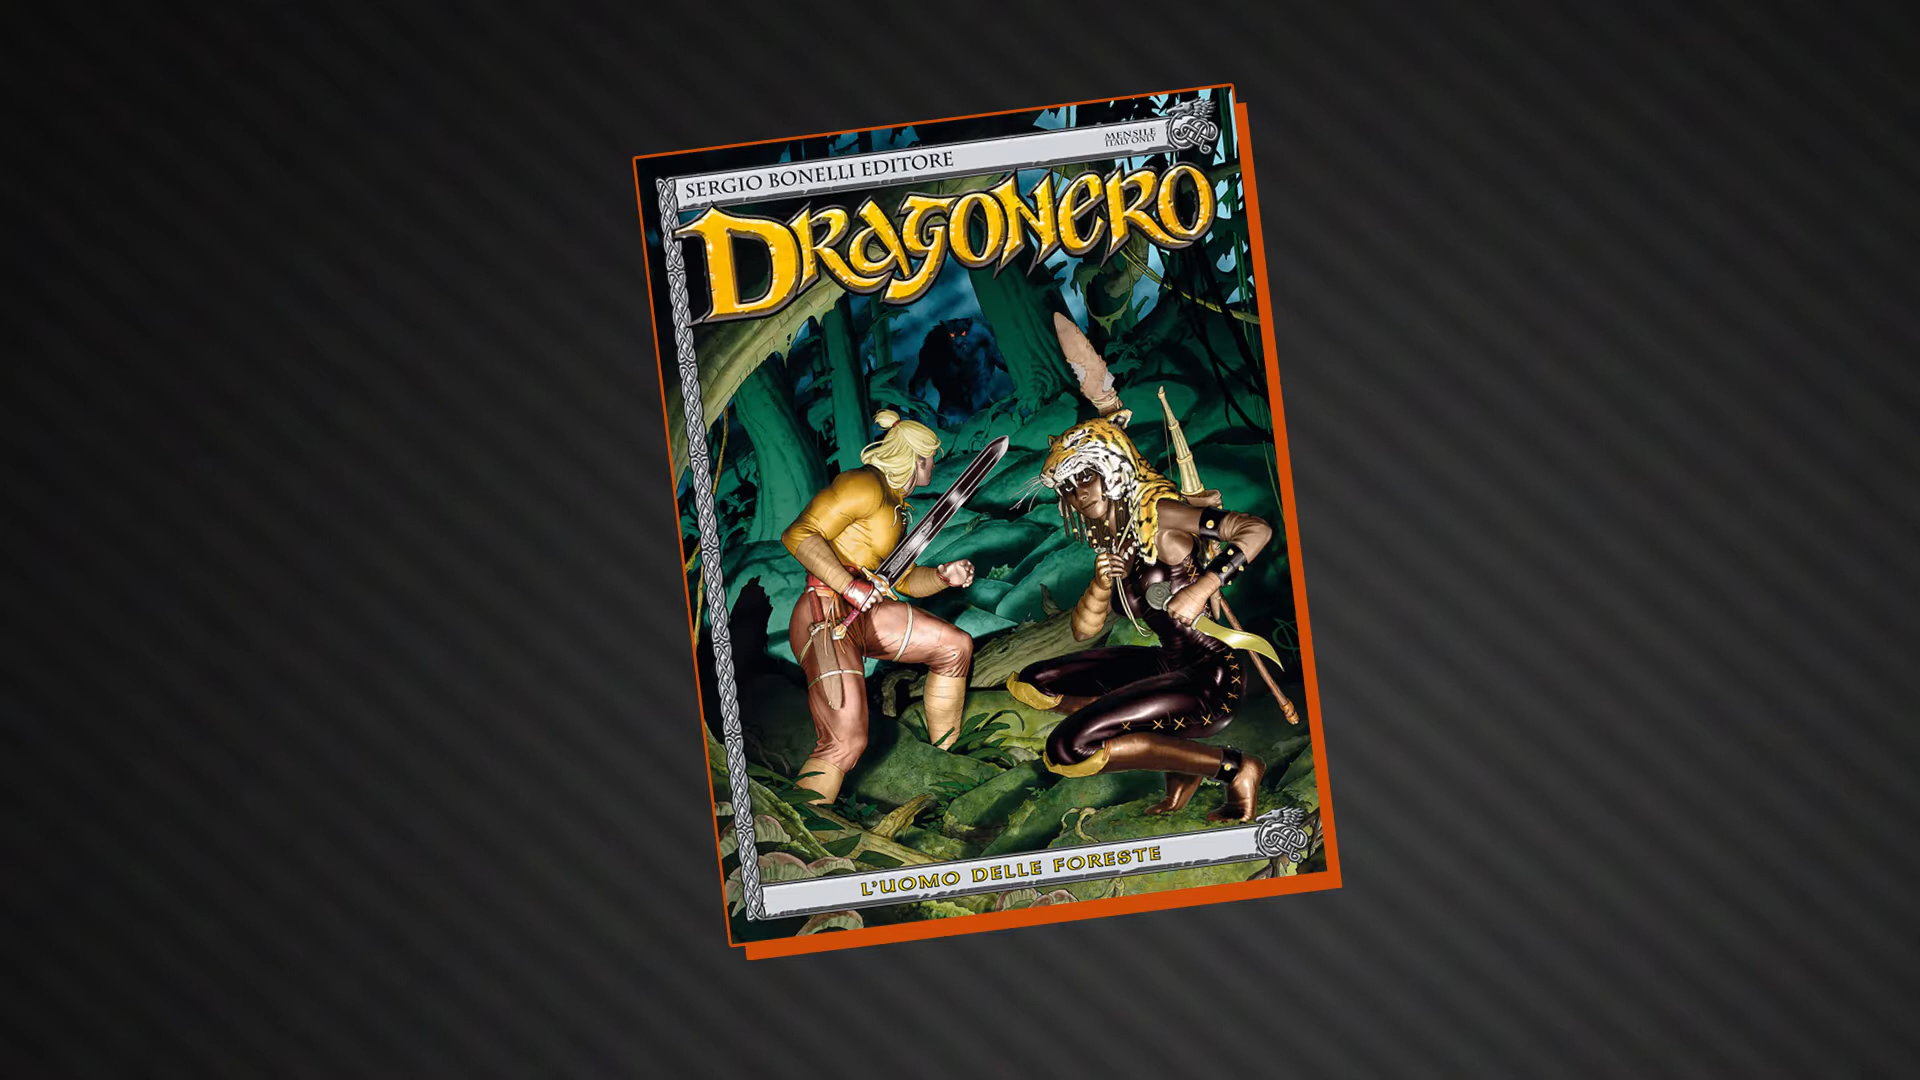 SERGIO BONELLI EDITORE
MENSILE
ITALY ONLY
DRAGONERO
L'UOMO DELLE FORESTE